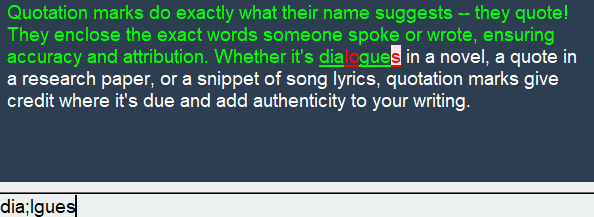 Quotation marks do exactly what their name suggests -- they quote!
They enclose the exact words someone spoke or wrote, ensuring
accuracy and attribution. Whether it's dialogues in a novel, a quote in
a research paper, or a snippet of song lyrics, quotation marks give
credit where it's due and add authenticity to your writing.
dia;lgues